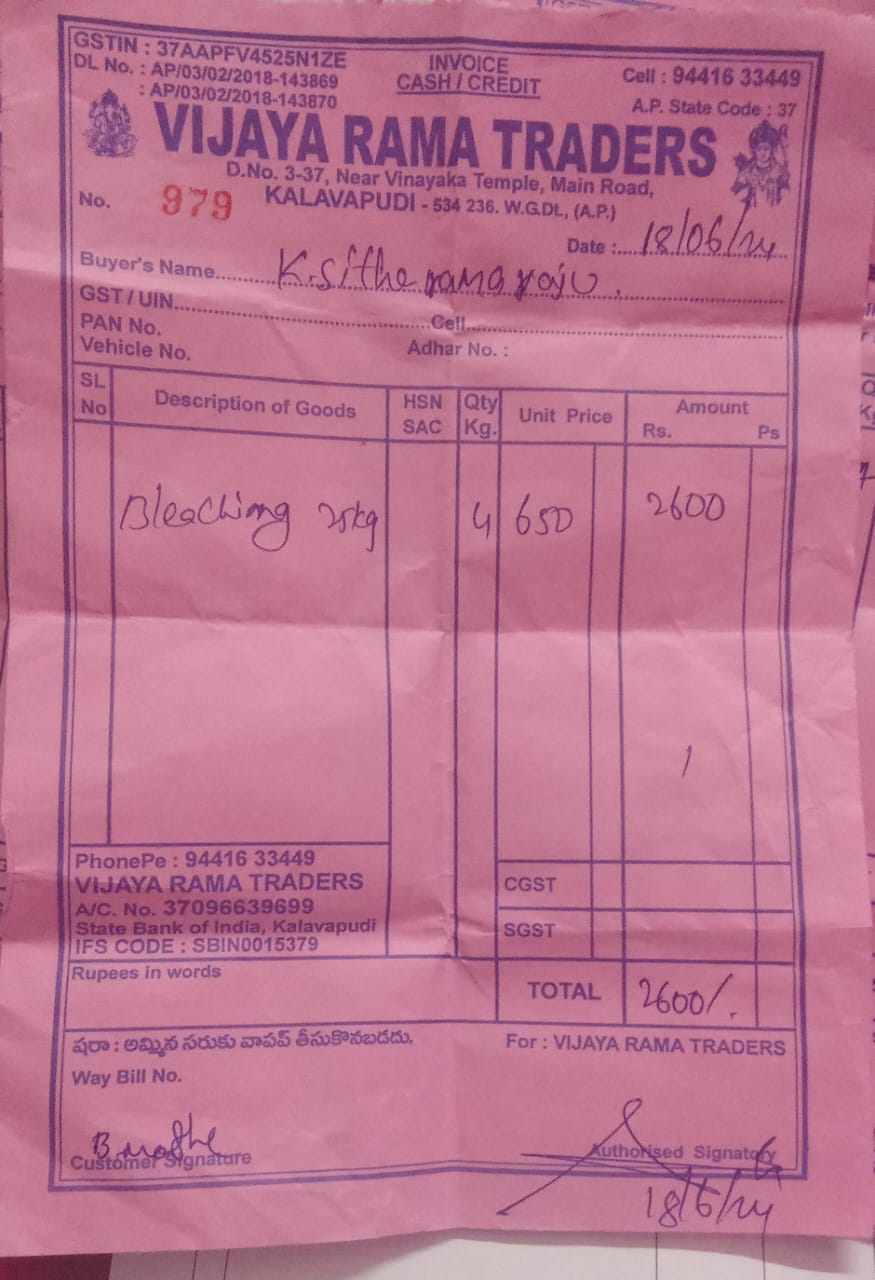 GSTIN : 37AAPFV4525N1ZE
DL No. : AP/03/02/2018-143869
: AP/03/02/2018-143870
INVOICE
CASH / CREDIT
Cell : 94416 33449
A.P. State Code : 37
VIJAYA RAMA TRADERS
D.No. 3-37, Near Vinayaka Temple, Main Road,
KALAVAPUDI - 534 236. W.G.Dt., (A.P.)
No. 979
Date : 18/06/24
Buyer's Name K. Sitha rama raju.
GST / UIN
Cell
PAN No.
Vehicle No.
Adhar No. :
SL No
Description of Goods
HSN SAC
Qty Kg.
Unit Price
Amount
Rs. Ps
Bleaching 25kg 4 650 2600
PhonePe : 94416 33449
VIJAYA RAMA TRADERS
A/C. No. 37096639699
State Bank of India, Kalavapudi
IFS CODE : SBIN0015379
CGST
SGST
Rupees in words
TOTAL 2600/.
షరా : అమ్మిన సరుకు వాపప్ తీసుకొనబడదు.
For : VIJAYA RAMA TRADERS
Way Bill No.
Customer Signature
Authorised Signatory
18/6/24